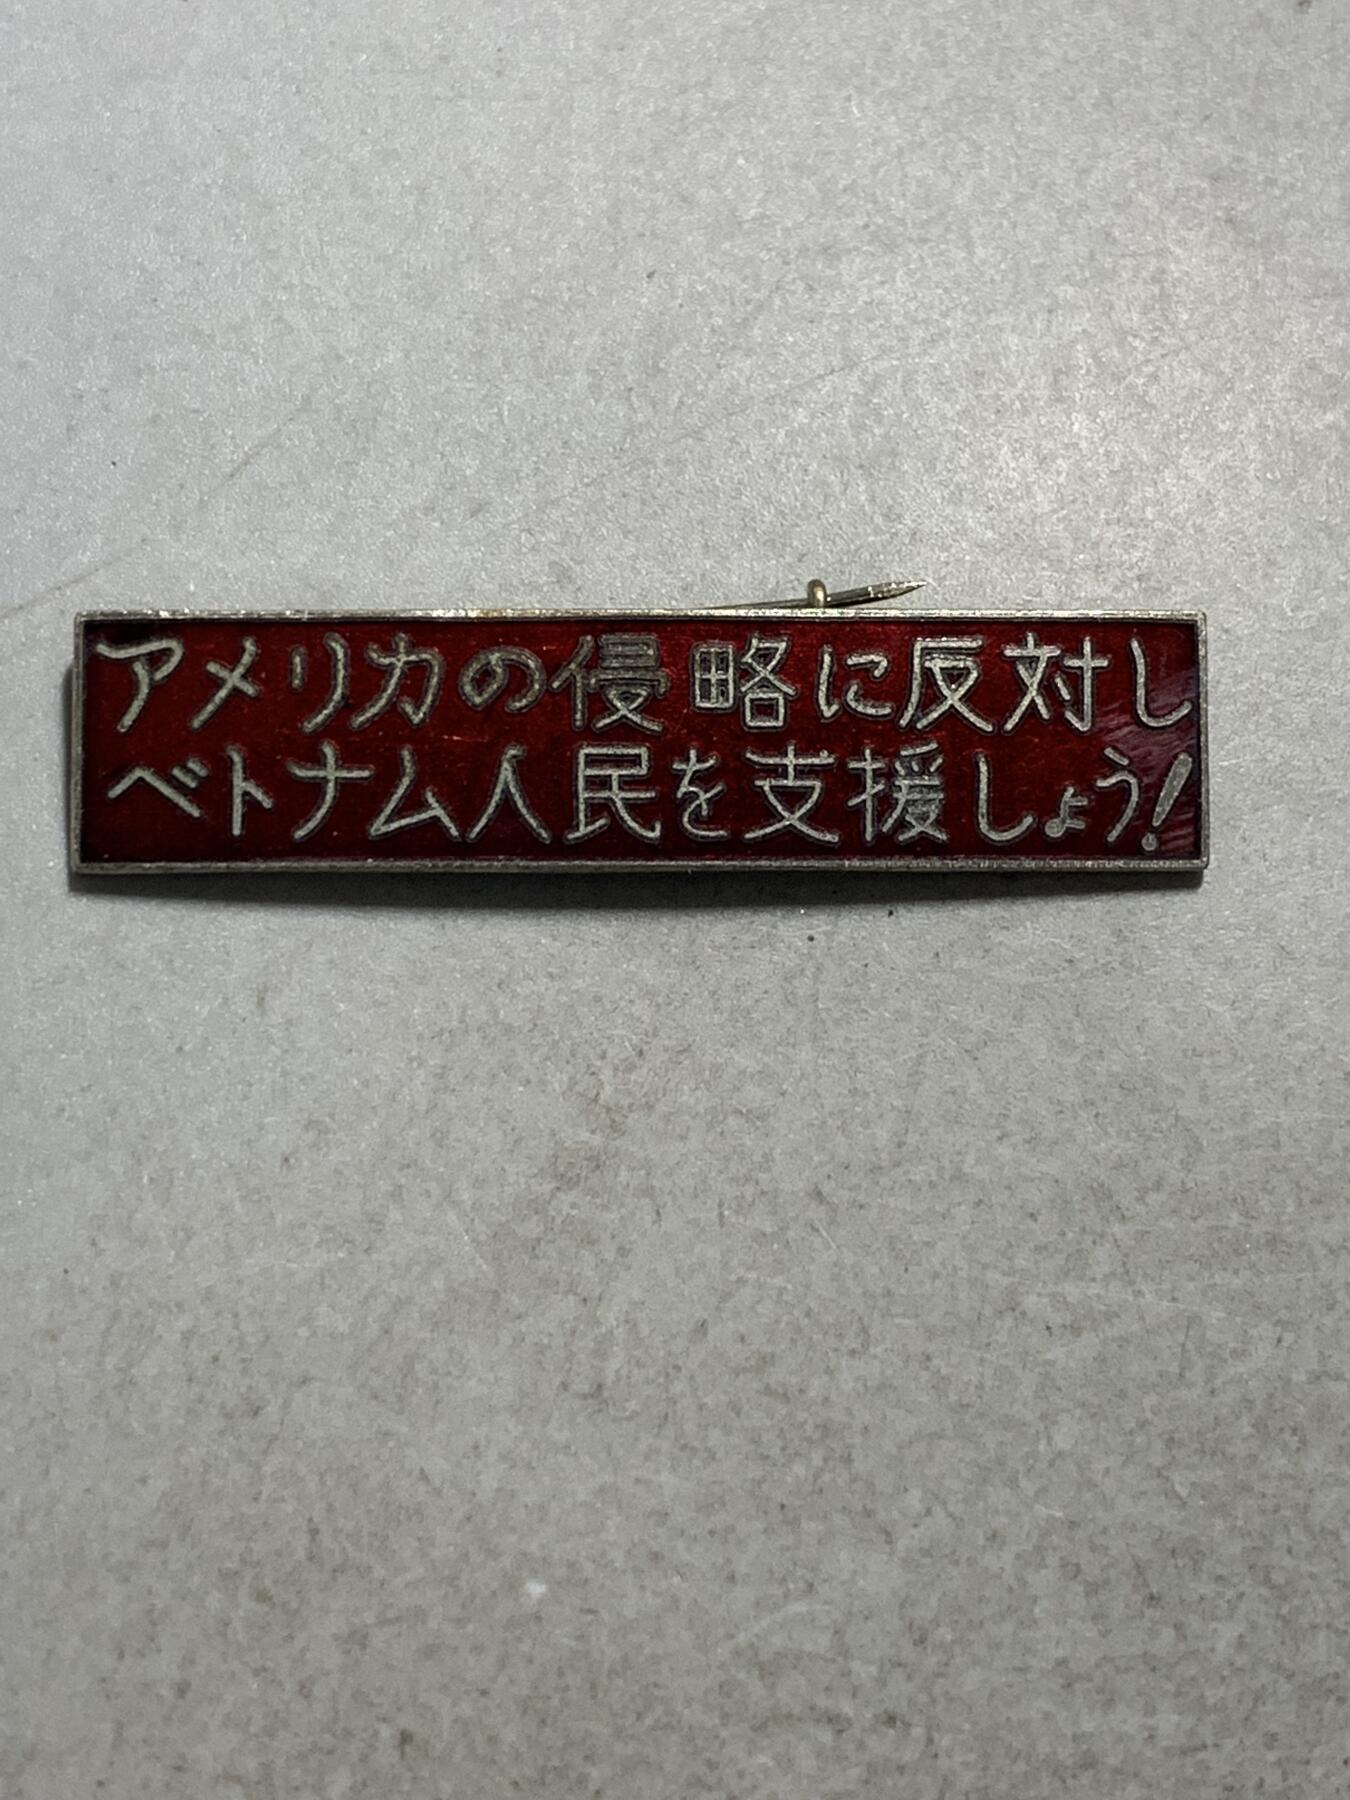 アメリカの侵略に反対し
ベトナム人民を支援しょう!